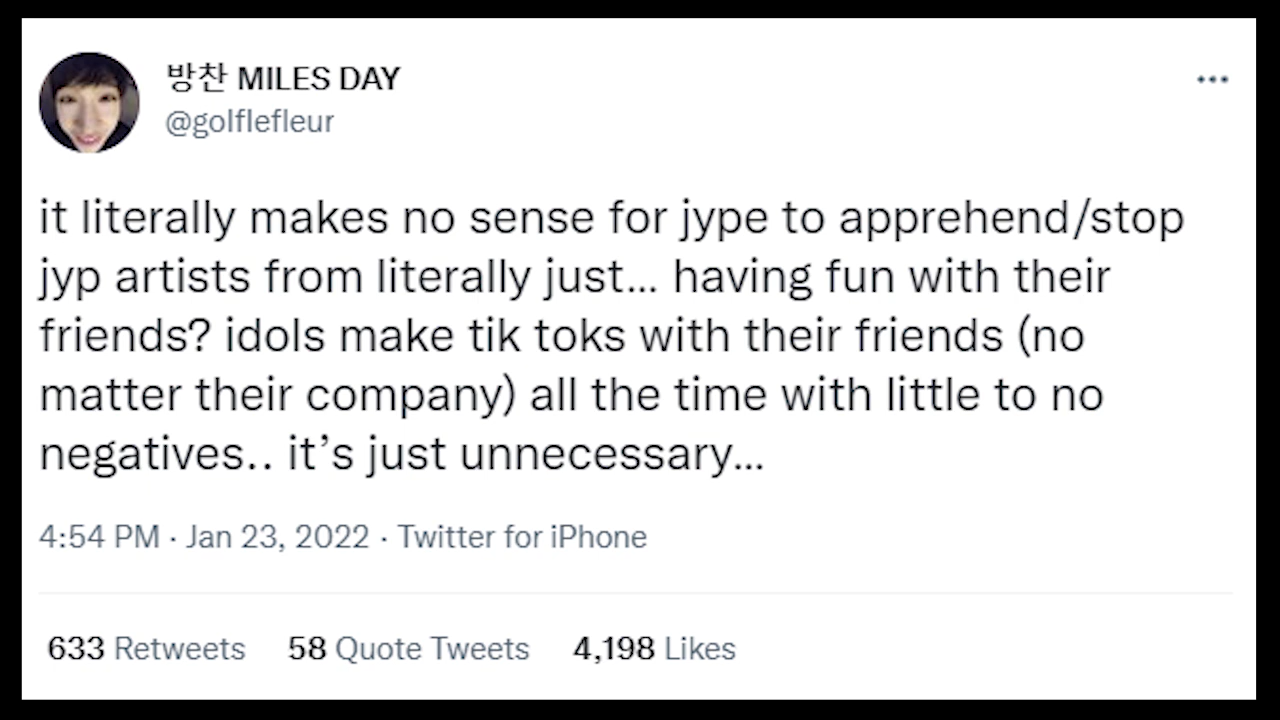 방찬 MILES DAY
@golflefleur
it literally makes no sense for jype to apprehend/stop
jyp artists from literally just... having fun with their
friends? idols make tik toks with their friends (no
matter their company) all the time with little to no
negatives.. it’s just unnecessary...
4:54 PM · Jan 23, 2022 · Twitter for iPhone
633 Retweets 58 Quote Tweets 4,198 Likes